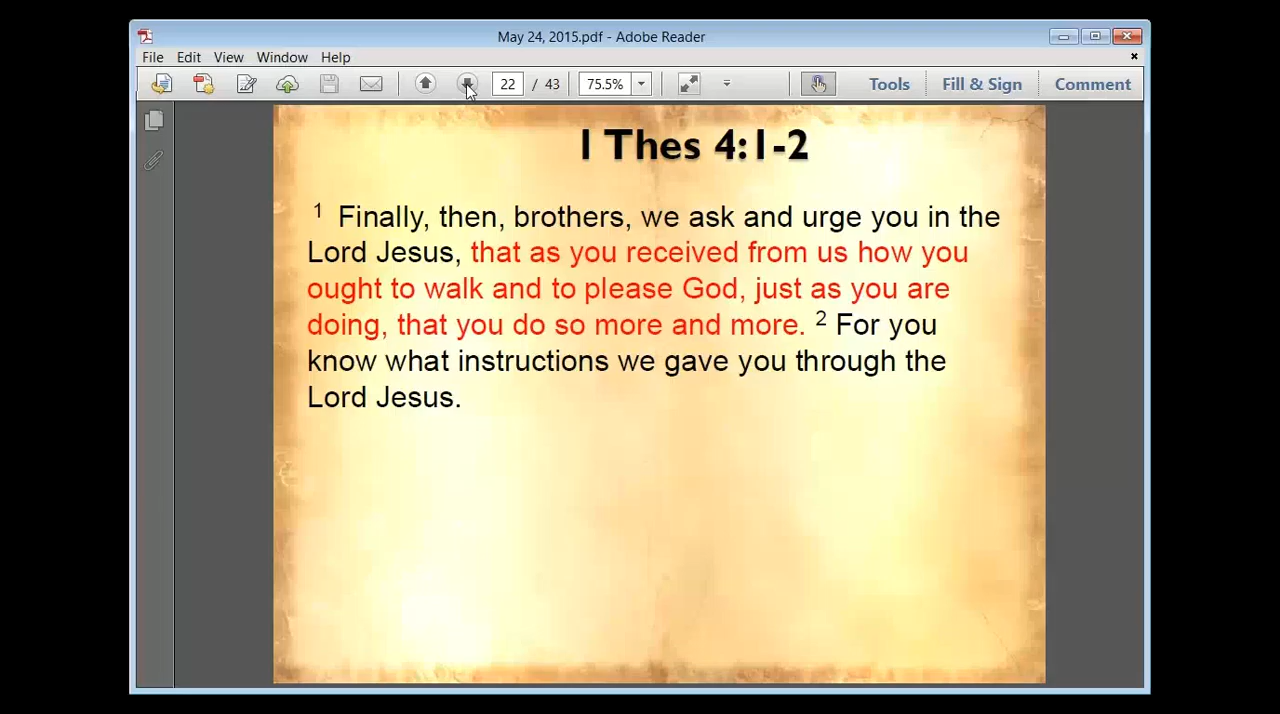 May 24, 2015.pdf - Adobe Reader
File Edit View Window Help
22 / 43 75.5% Tools Fill & Sign Comment
I Thes 4:1-2
1 Finally, then, brothers, we ask and urge you in the
Lord Jesus, that as you received from us how you
ought to walk and to please God, just as you are
doing, that you do so more and more. 2 For you
know what instructions we gave you through the
Lord Jesus.